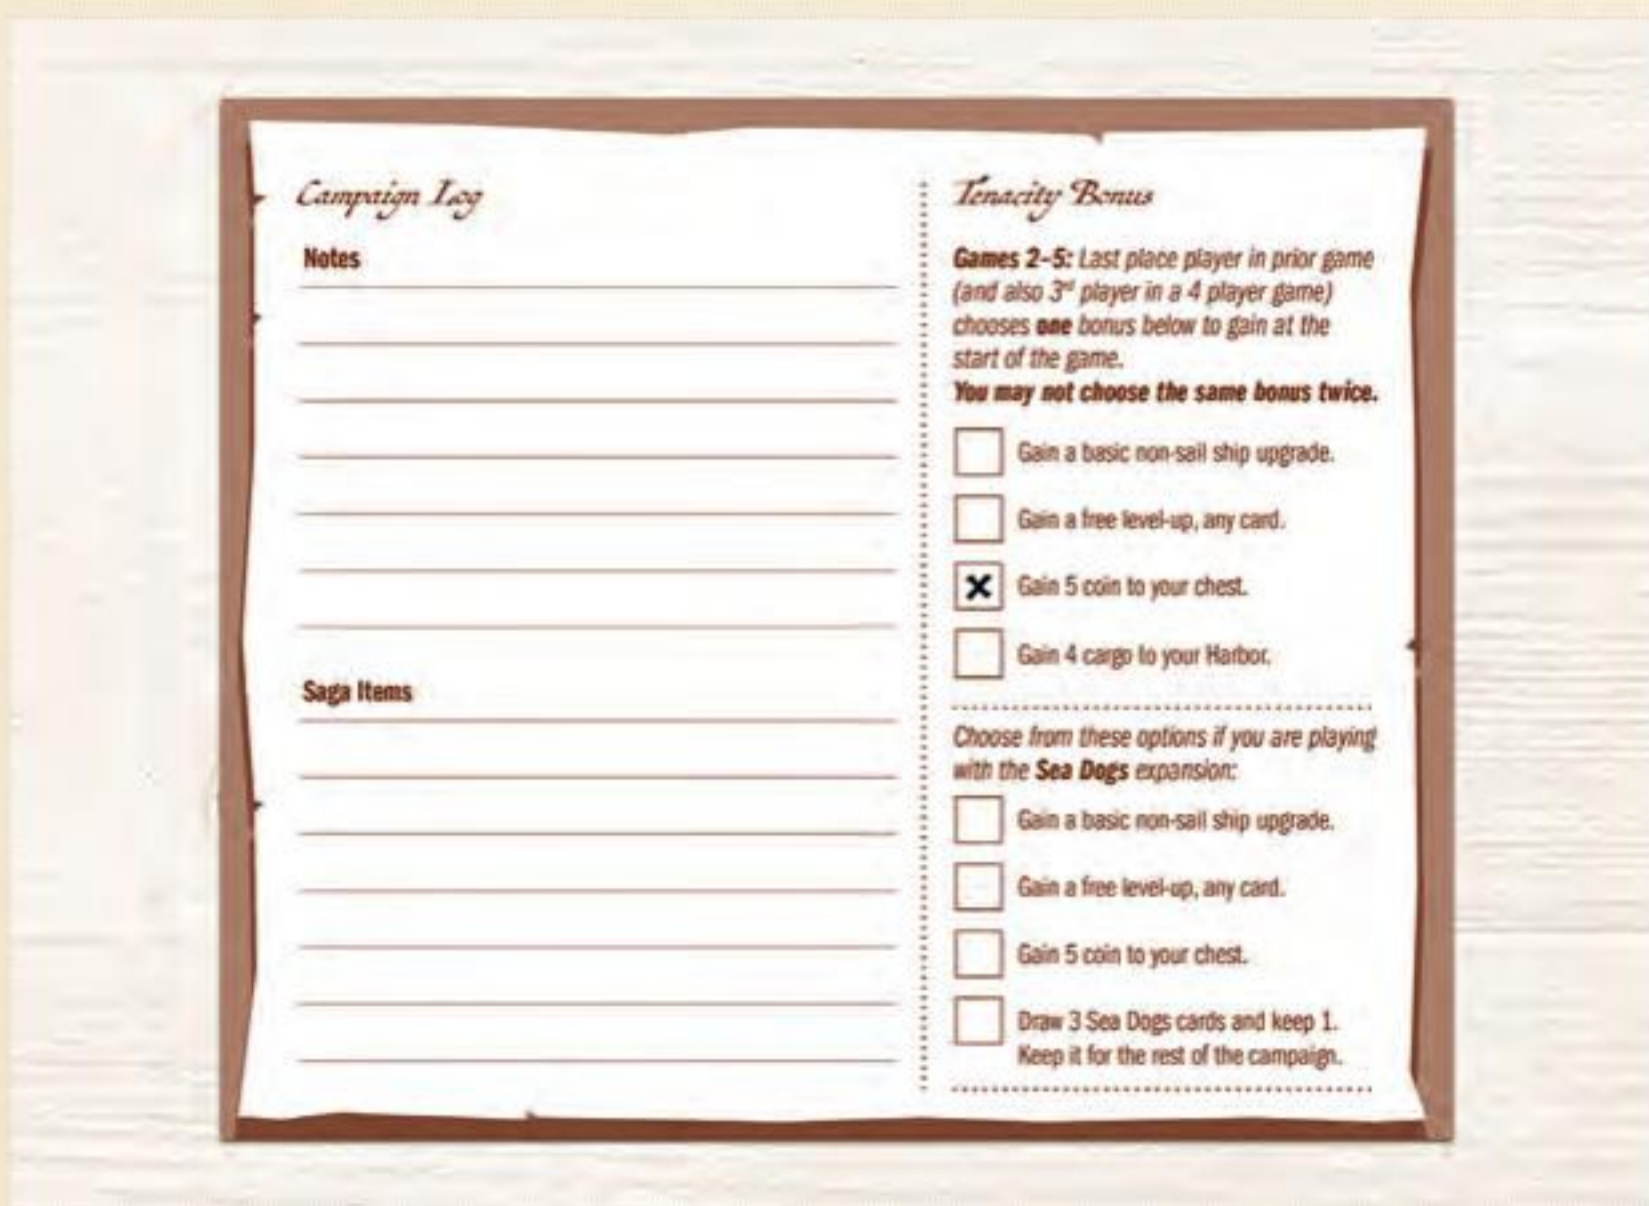 Campaign Log
Notes
Saga Items
Tenacity Bonus
Games 2–5: Last place player in prior game
(and also 3rd player in a 4 player game)
chooses one bonus below to gain at the
start of the game.
You may not choose the same bonus twice.
Gain a basic non-sail ship upgrade.
Gain a free level-up, any card.
Gain 5 coin to your chest.
Gain 4 cargo to your Harbor.
Choose from these options if you are playing
with the Sea Dogs expansion:
Gain a basic non-sail ship upgrade.
Gain a free level-up, any card.
Gain 5 coin to your chest.
Draw 3 Sea Dogs cards and keep 1.
Keep it for the rest of the campaign.